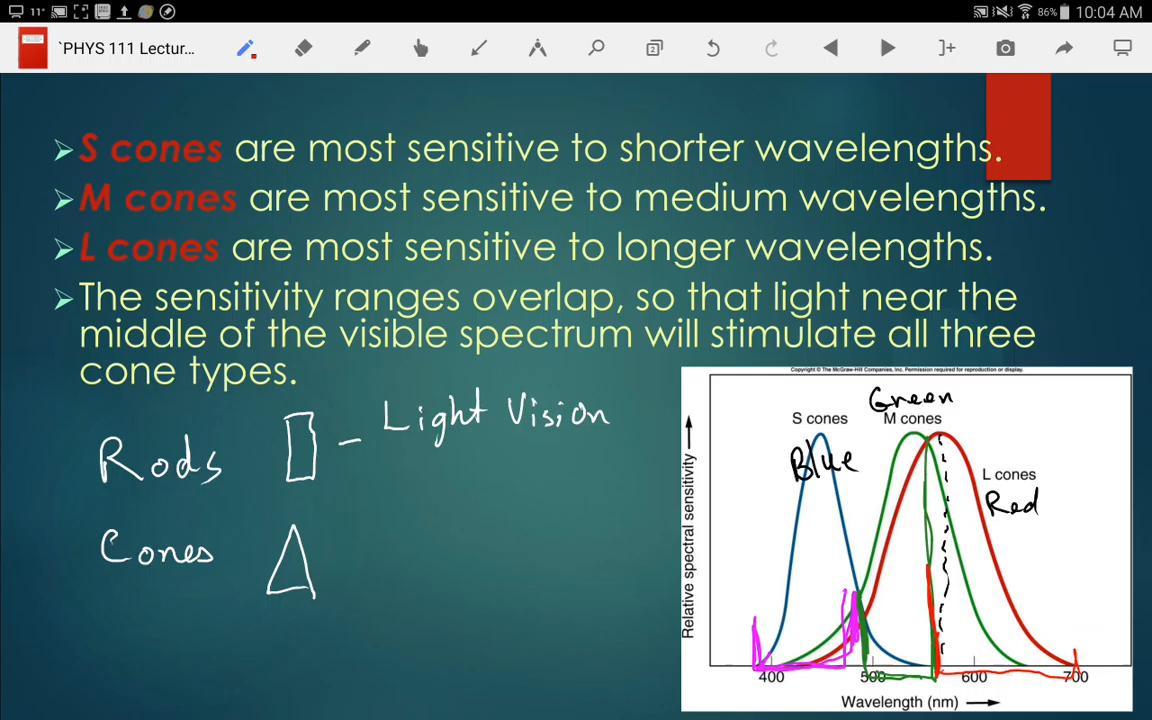 11° 86% 10:04 AM
`PHYS 111 Lectur... 2
S cones are most sensitive to shorter wavelengths.
M cones are most sensitive to medium wavelengths.
L cones are most sensitive to longer wavelengths.
The sensitivity ranges overlap, so that light near the
middle of the visible spectrum will stimulate all three
cone types.
Rods - Light Vision
Cones
Copyright © The McGraw-Hill Companies, Inc. Permission required for reproduction or display.
Green
S cones M cones
Blue
L cones
Red
Relative spectral sensitivity
400 500 600 700
Wavelength (nm)